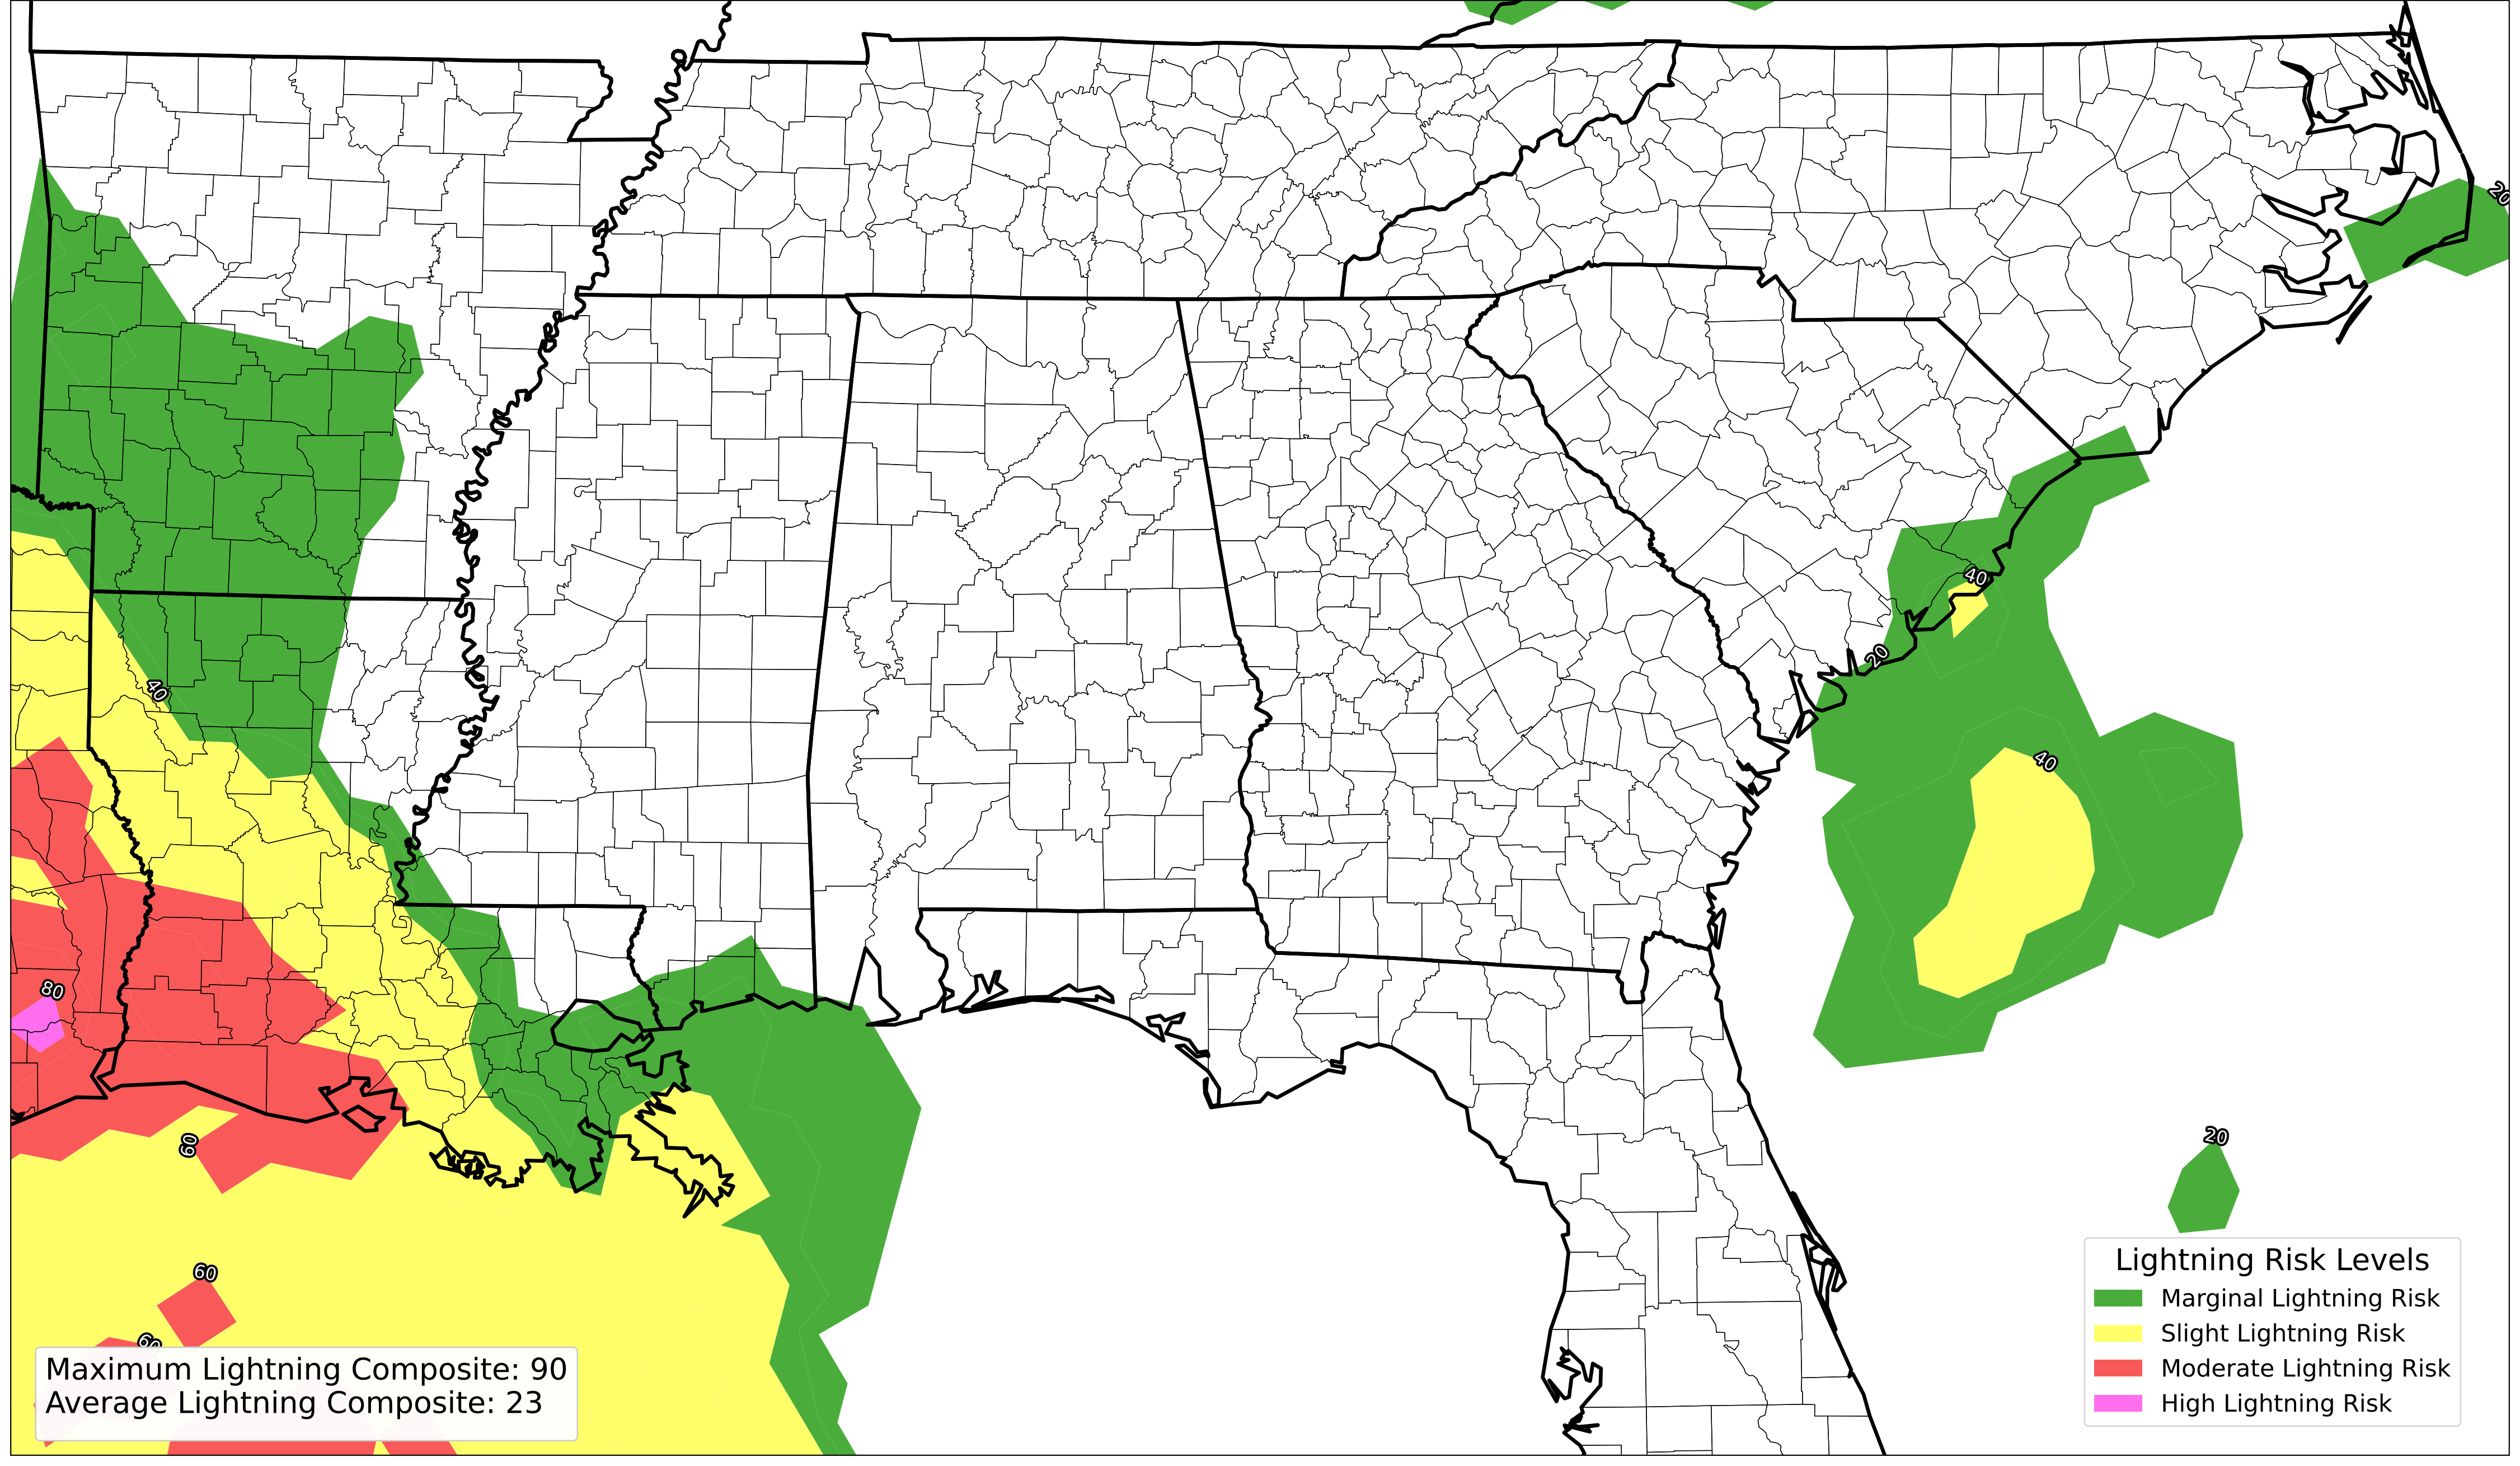 20
40
20
40
40
80
60
20
60
60
Lightning Risk Levels
Marginal Lightning Risk
Slight Lightning Risk
Moderate Lightning Risk
High Lightning Risk
Maximum Lightning Composite: 90
Average Lightning Composite: 23